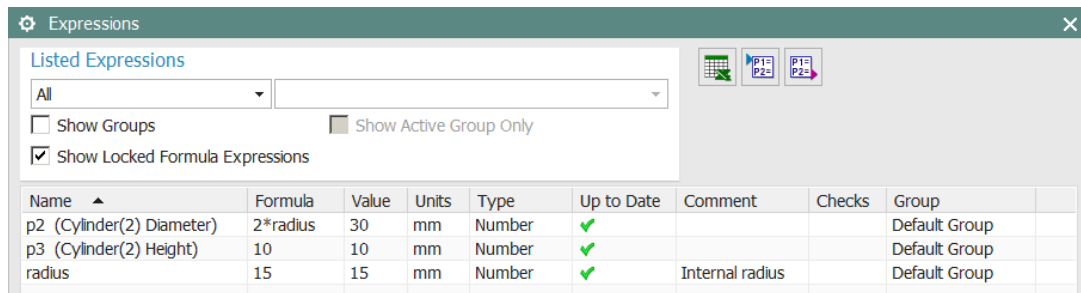 Expressions
Listed Expressions
All
Show Groups Show Active Group Only
Show Locked Formula Expressions
P1= P1=
P2= P2=
Name Formula Value Units Type Up to Date Comment Checks Group
p2 (Cylinder(2) Diameter) 2*radius 30 mm Number Default Group
p3 (Cylinder(2) Height) 10 10 mm Number Default Group
radius 15 15 mm Number Internal radius Default Group